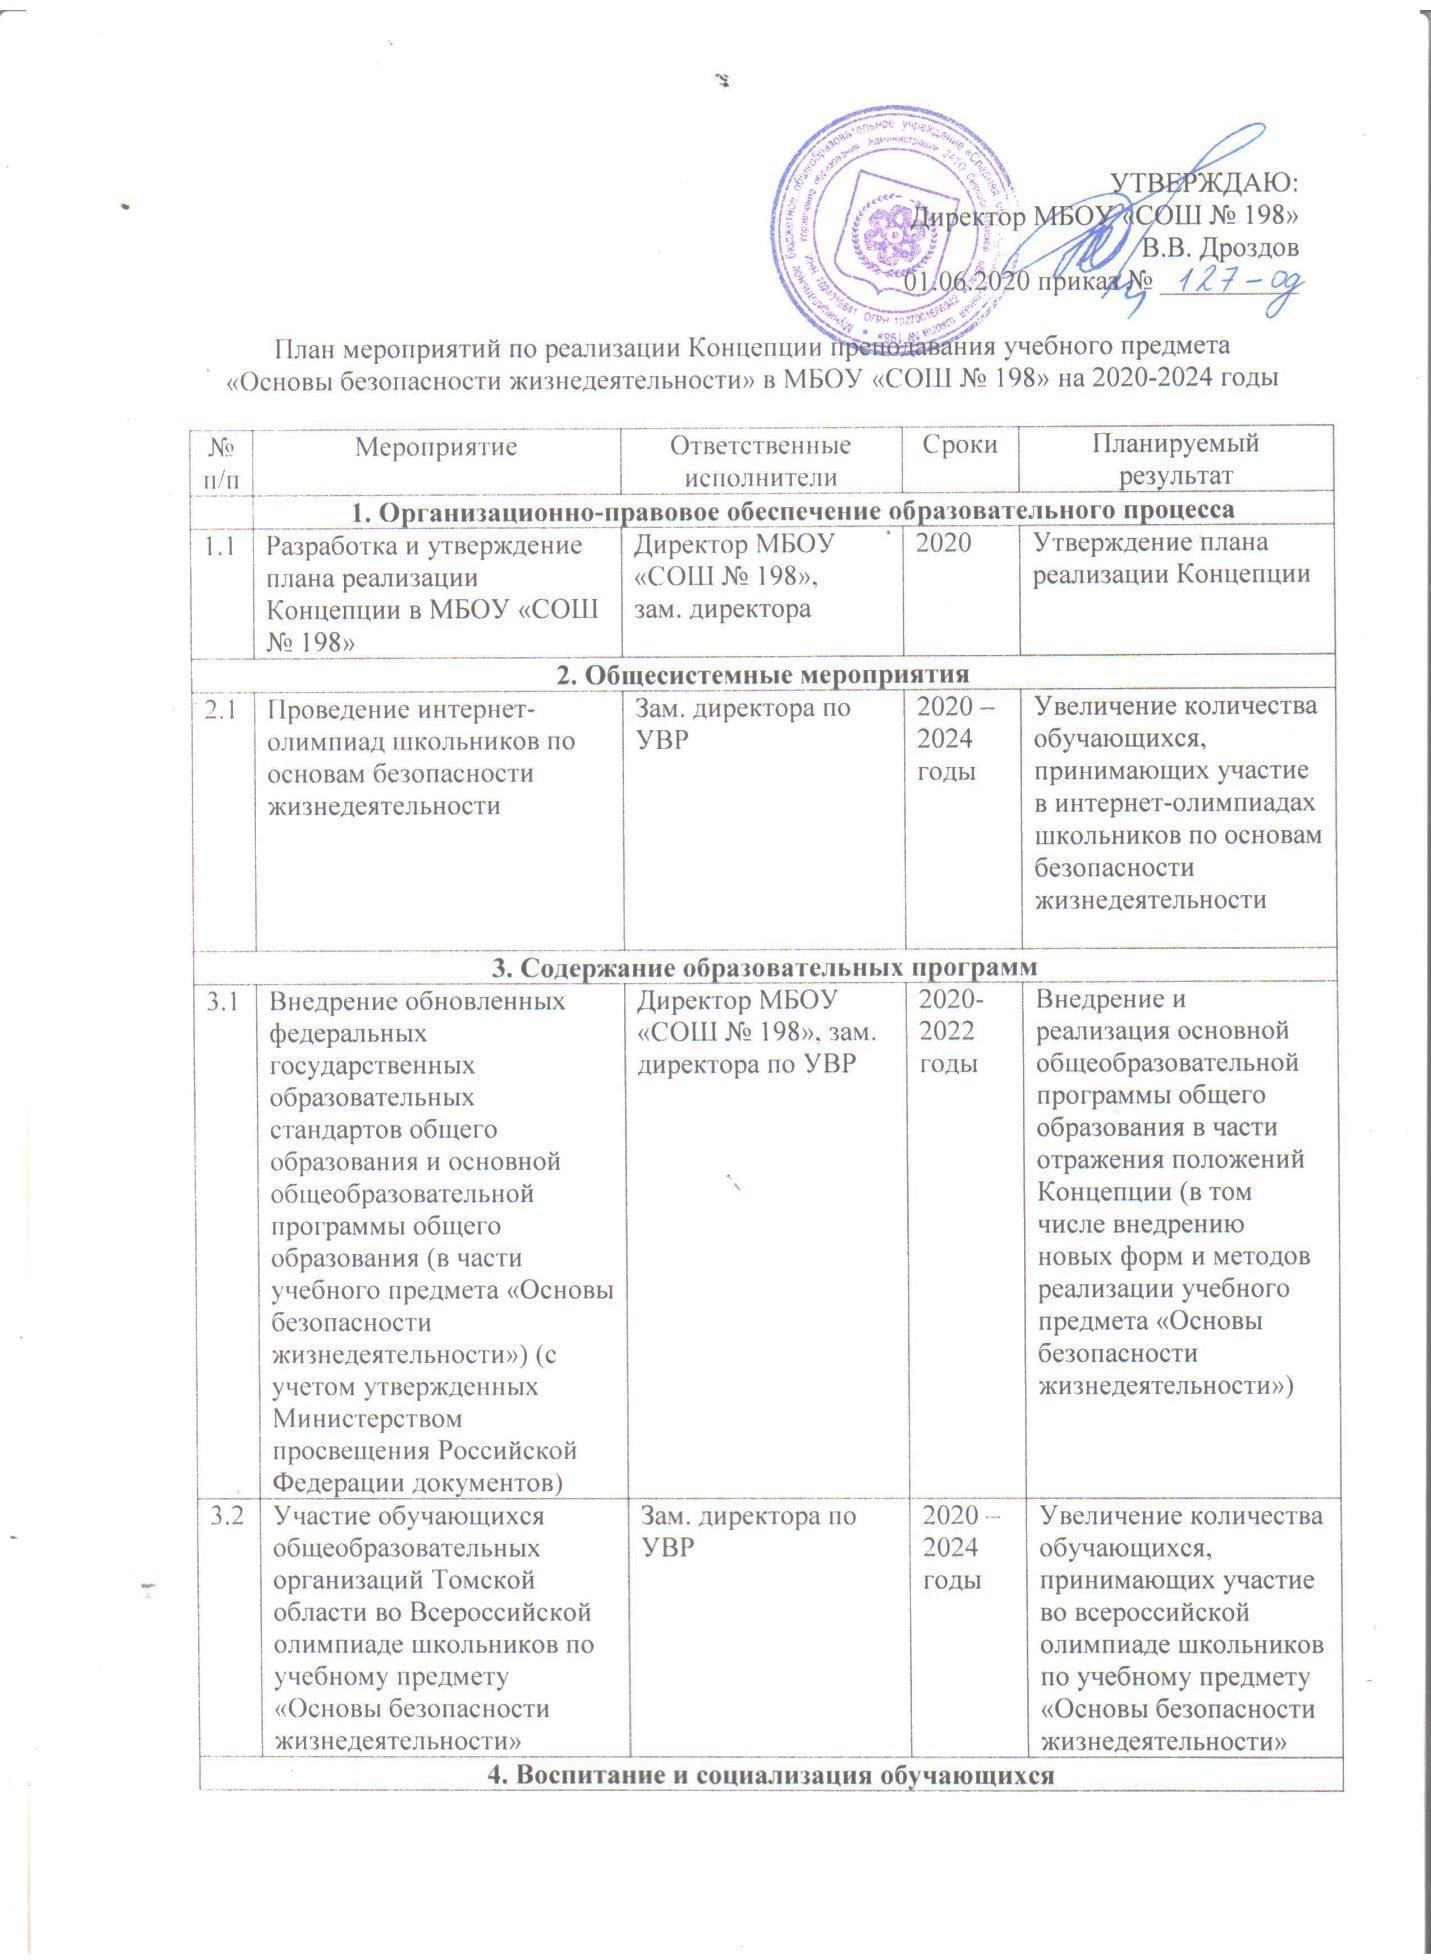 УТВЕРЖДАЮ:
Директор МБОУ «СОШ № 198»
В.В. Дроздов
01.06.2020 приказ № 127-од
План мероприятий по реализации Концепции преподавания учебного предмета
«Основы безопасности жизнедеятельности» в МБОУ «СОШ № 198» на 2020-2024 годы
№
п/п
Мероприятие
Ответственные
исполнители
Сроки
Планируемый
результат
1. Организационно-правовое обеспечение образовательного процесса
1.1
Разработка и утверждение
плана реализации
Концепции в МБОУ «СОШ
№ 198»
Директор МБОУ
«СОШ № 198»,
зам. директора
2020
Утверждение плана
реализации Концепции
2. Общесистемные мероприятия
2.1
Проведение интернет-
олимпиад школьников по
основам безопасности
жизнедеятельности
Зам. директора по
УВР
2020 –
2024
годы
Увеличение количества
обучающихся,
принимающих участие
в интернет-олимпиадах
школьников по основам
безопасности
жизнедеятельности
3. Содержание образовательных программ
3.1
Внедрение обновленных
федеральных
государственных
образовательных
стандартов общего
образования и основной
общеобразовательной
программы общего
образования (в части
учебного предмета «Основы
безопасности
жизнедеятельности») (с
учетом утвержденных
Министерством
просвещения Российской
Федерации документов)
Директор МБОУ
«СОШ № 198», зам.
директора по УВР
2020-
2022
годы
Внедрение и
реализация основной
общеобразовательной
программы общего
образования в части
отражения положений
Концепции (в том
числе внедрению
новых форм и методов
реализации учебного
предмета «Основы
безопасности
жизнедеятельности»)
3.2
Участие обучающихся
общеобразовательных
организаций Томской
области во Всероссийской
олимпиаде школьников по
учебному предмету
«Основы безопасности
жизнедеятельности»
Зам. директора по
УВР
2020 –
2024
годы
Увеличение количества
обучающихся,
принимающих участие
во всероссийской
олимпиаде школьников
по учебному предмету
«Основы безопасности
жизнедеятельности»
4. Воспитание и социализация обучающихся